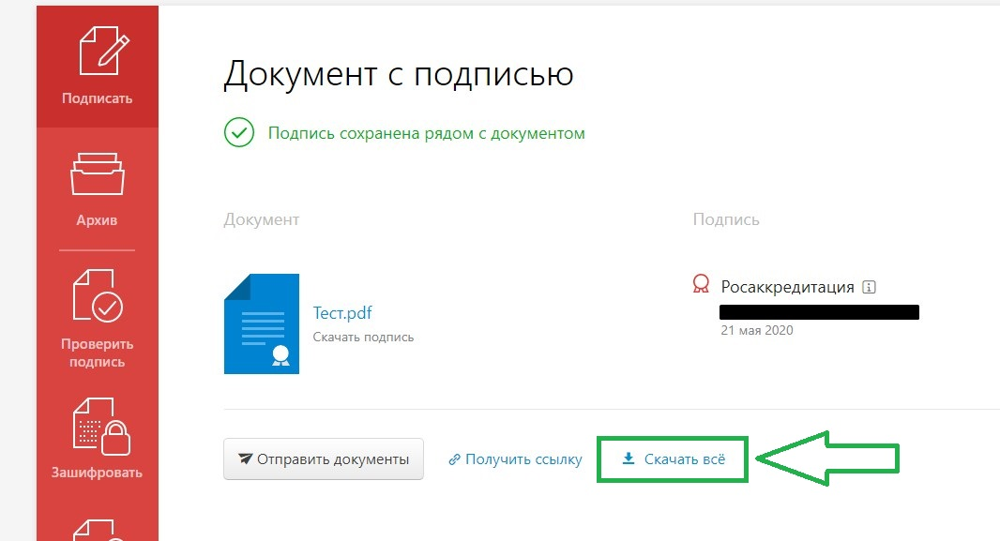 Подписать
Архив
Проверить
подпись
Зашифровать
Документ с подписью
Подпись сохранена рядом с документом
Документ
Подпись
Тест.pdf
Скачать подпись
Росаккредитация
21 мая 2020
Отправить документы
Получить ссылку
Скачать всё